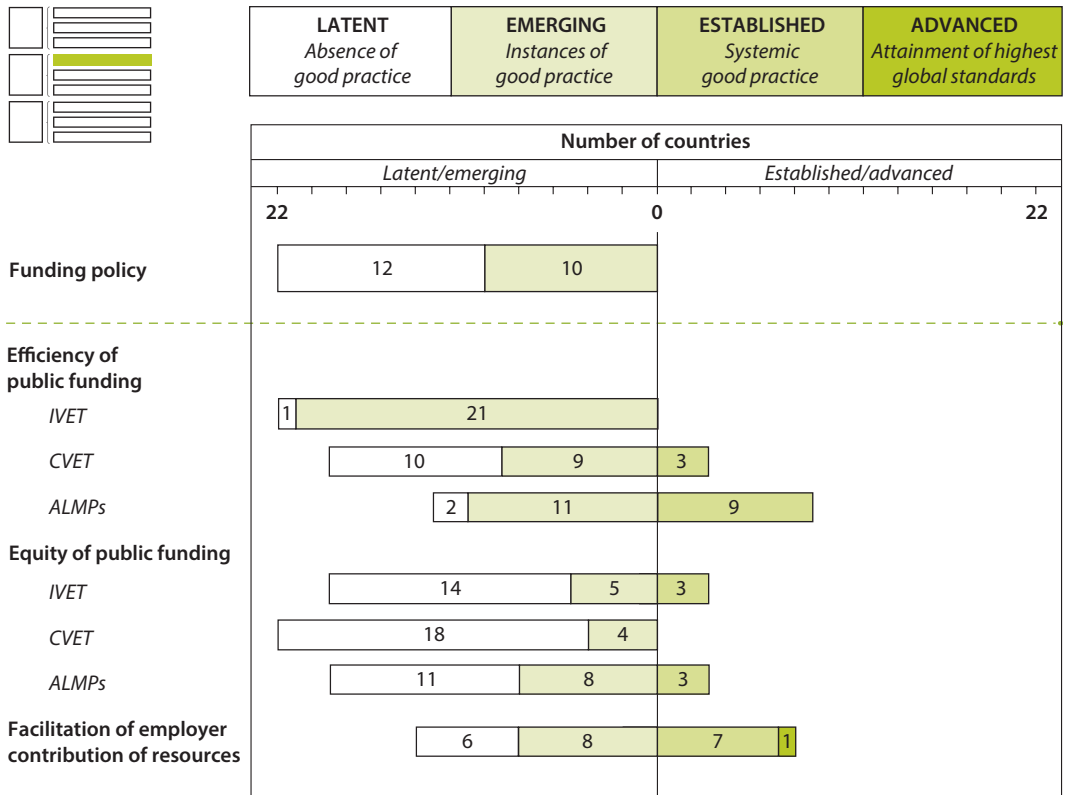 LATENT
Absence of
good practice
EMERGING
Instances of
good practice
ESTABLISHED
Systemic
good practice
ADVANCED
Attainment of highest
global standards
Number of countries
Latent/emerging
Established/advanced
22
0
22
Funding policy
12
10
Efficiency of
public funding
IVET
1
21
CVET
10
9
3
ALMPs
2
11
9
Equity of public funding
IVET
14
5
3
CVET
18
4
ALMPs
11
8
3
Facilitation of employer
contribution of resources
6
8
7
1